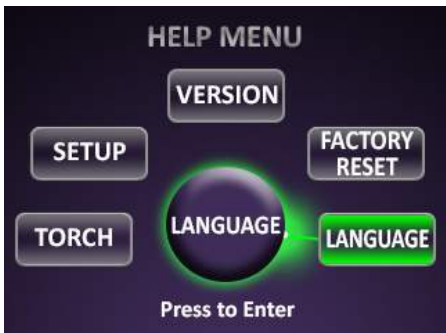 HELP MENU
VERSION
SETUP
FACTORY
RESET
TORCH
LANGUAGE
LANGUAGE
Press to Enter